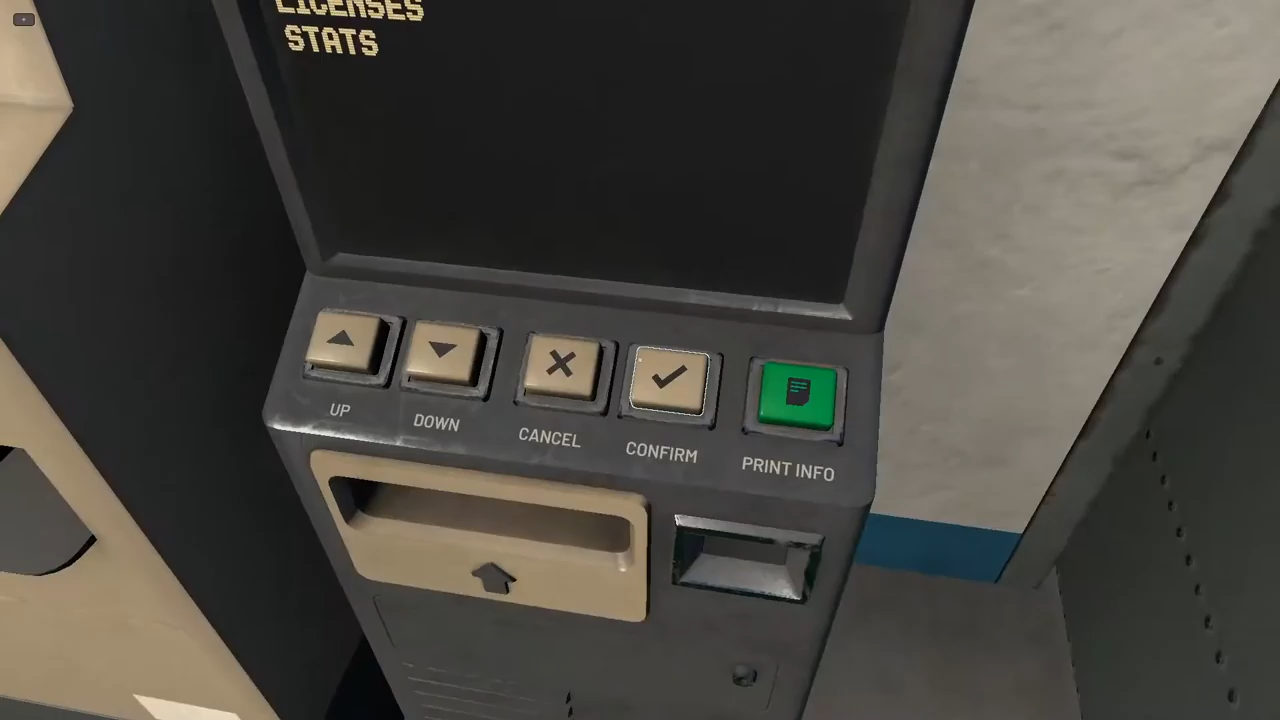 LICENSES
STATS
UP
DOWN
CANCEL
CONFIRM
PRINT INFO